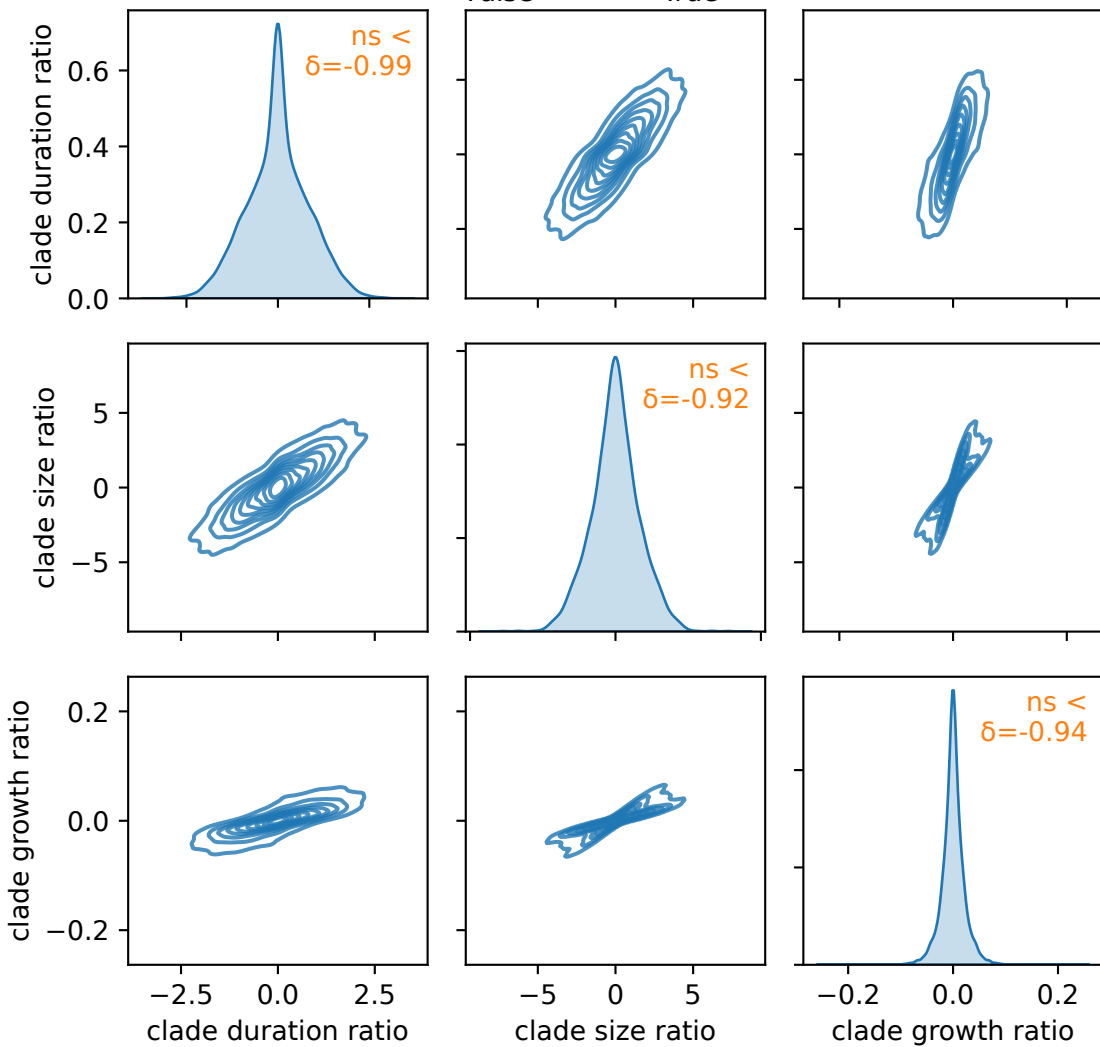 clade duration ratio
0.6
0.4
0.2
0.0
ns <
δ=-0.99
clade size ratio
5
0
−5
ns <
δ=-0.92
clade growth ratio
0.2
0.0
−0.2
ns <
δ=-0.94
−2.5 0.0 2.5
−5 0 5
−0.2 0.0 0.2
clade duration ratio
clade size ratio
clade growth ratio